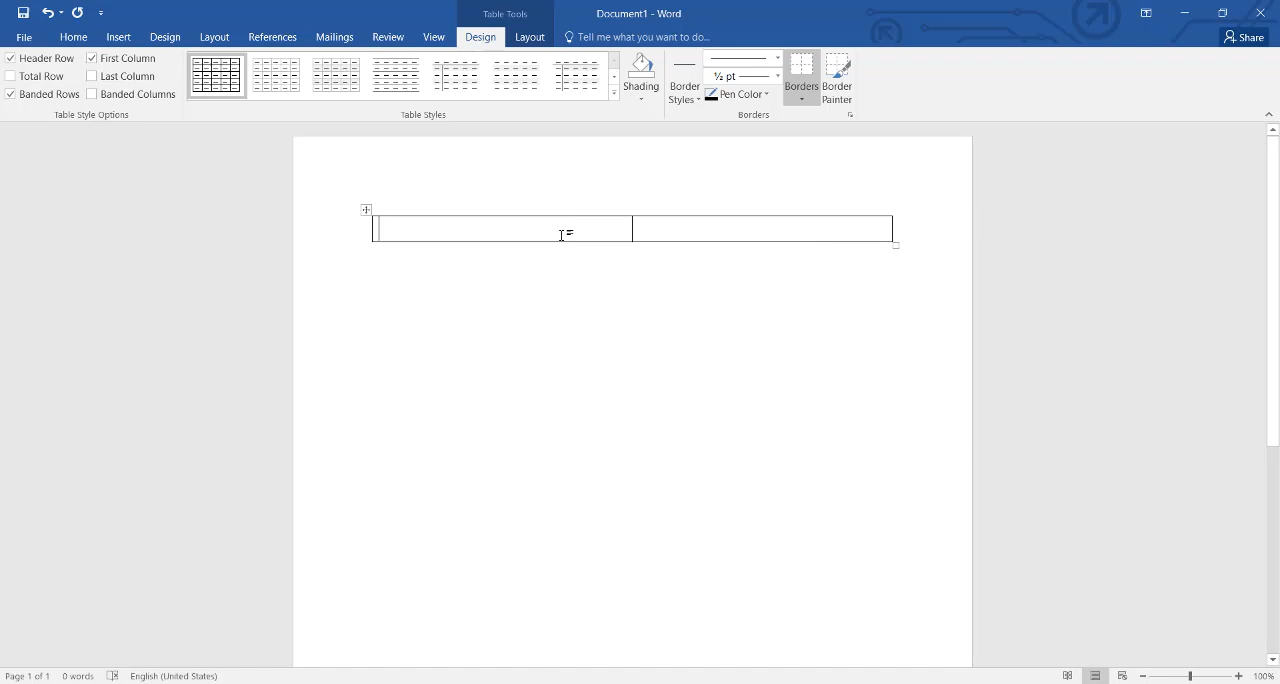 Table Tools
Document1 - Word
File Home Insert Design Layout References Mailings Review View Design Layout Tell me what you want to do... Share
Header Row First Column
Total Row Last Column
Banded Rows Banded Columns
Table Style Options
Table Styles
Shading
Border Styles
½ pt
Pen Color
Borders
Border Painter
Borders
Page 1 of 1 0 words English (United States) 100%